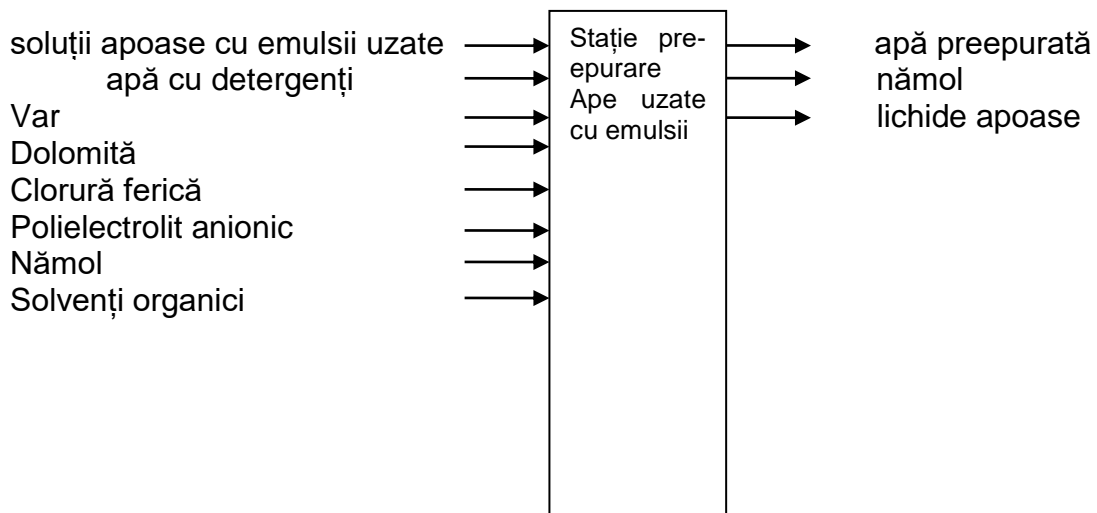 soluții apoase cu emulsii uzate
apă cu detergenți
Var
Dolomită
Clorură ferică
Polielectrolit anionic
Nămol
Solvenți organici
Stație pre-
epurare
Ape uzate
cu emulsii
apă preepurată
nămol
lichide apoase